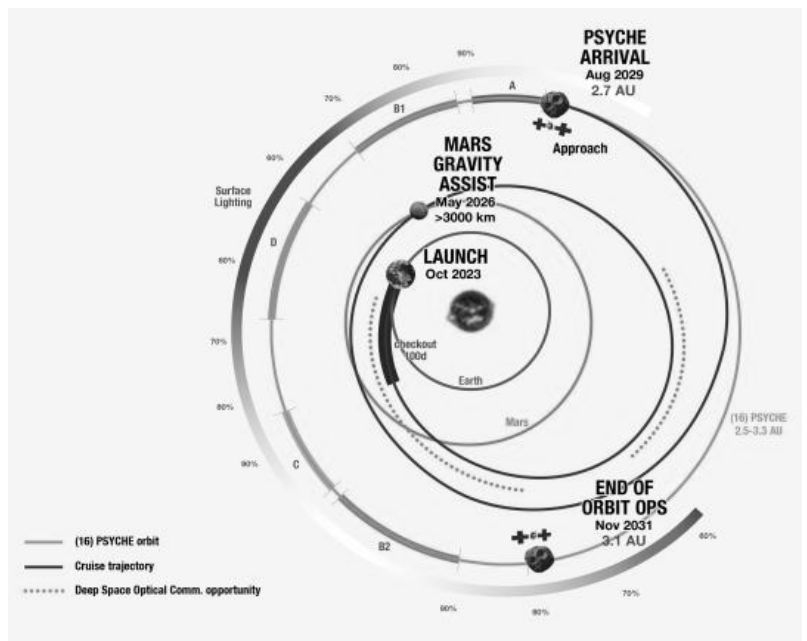 PSYCHE
ARRIVAL
Aug 2029
2.7 AU
90%
80%
A
70%
B1
Approach
MARS
GRAVITY
ASSIST
May 2026
>3000 km
60%
Surface
Lighting
D
LAUNCH
Oct 2023
60%
70%
checkout
100d
Earth
80%
Mars
(16) PSYCHE
2.5-3.3 AU
90%
C
END OF
ORBIT OPS
Nov 2031
3.1 AU
60%
B2
(16) PSYCHE orbit
Cruise trajectory
Deep Space Optical Comm. opportunity
70%
90%
80%